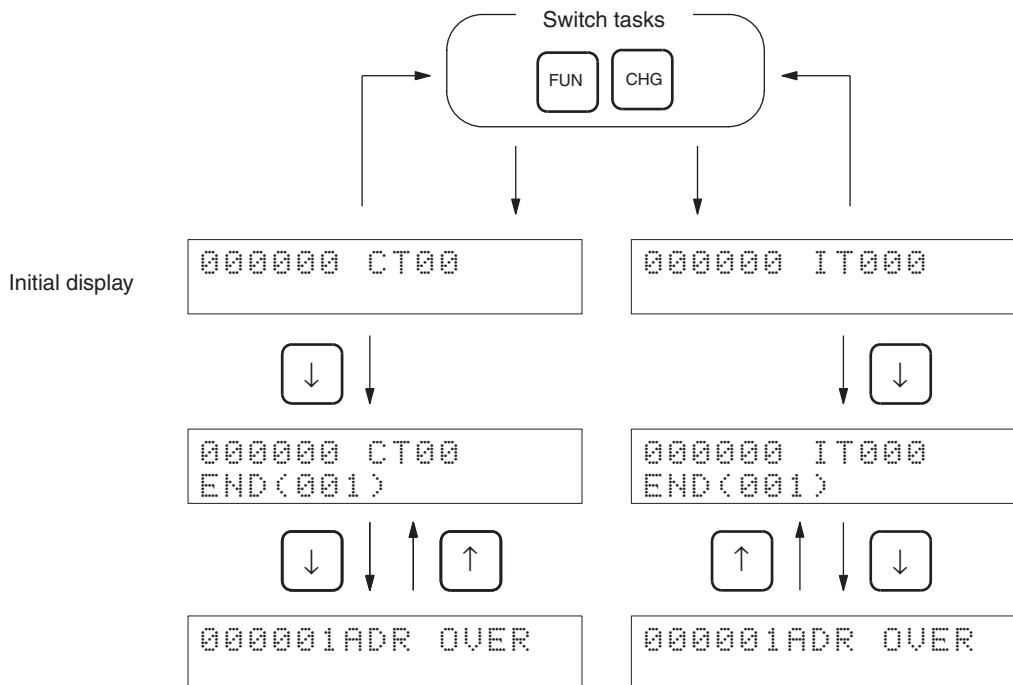 Switch tasks
FUN CHG
Initial display
000000 CT00
000000 IT000
↓ ↓
000000 CT00
END(001)
000000 IT000
END(001)
↓ ↑ ↑ ↓
000001ADR OVER
000001ADR OVER